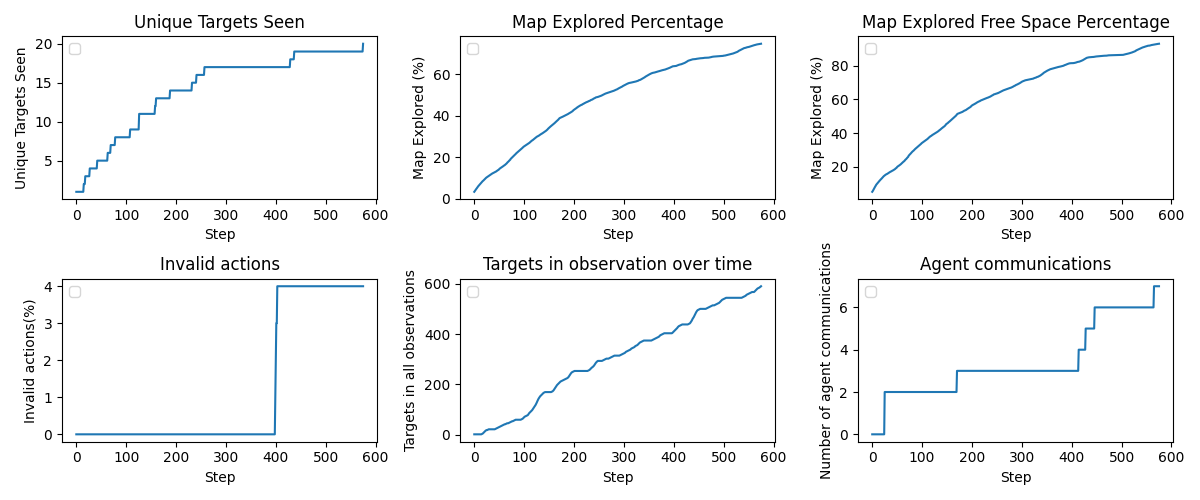 Unique Targets Seen
Unique Targets Seen
20
15
10
5
0 100 200 300 400 500 600
Step
Map Explored Percentage
Map Explored (%)
60
40
20
0
0 100 200 300 400 500 600
Step
Map Explored Free Space Percentage
Map Explored (%)
80
60
40
20
0 100 200 300 400 500 600
Step
Invalid actions
Invalid actions(%)
4
3
2
1
0
0 100 200 300 400 500 600
Step
Targets in observation over time
Targets in all observations
600
400
200
0
0 100 200 300 400 500 600
Step
Agent communications
Number of agent communications
6
4
2
0
0 100 200 300 400 500 600
Step